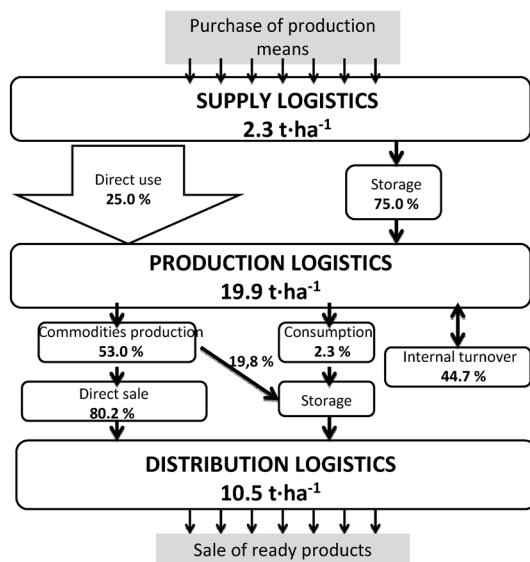 Purchase of production
means
SUPPLY LOGISTICS
2.3 t·ha⁻¹
Direct use
25.0 %
Storage
75.0 %
PRODUCTION LOGISTICS
19.9 t·ha⁻¹
Commodities production
53.0 %
19,8 %
Consumption
2.3 %
Internal turnover
44.7 %
Direct sale
80.2 %
Storage
DISTRIBUTION LOGISTICS
10.5 t·ha⁻¹
Sale of ready products